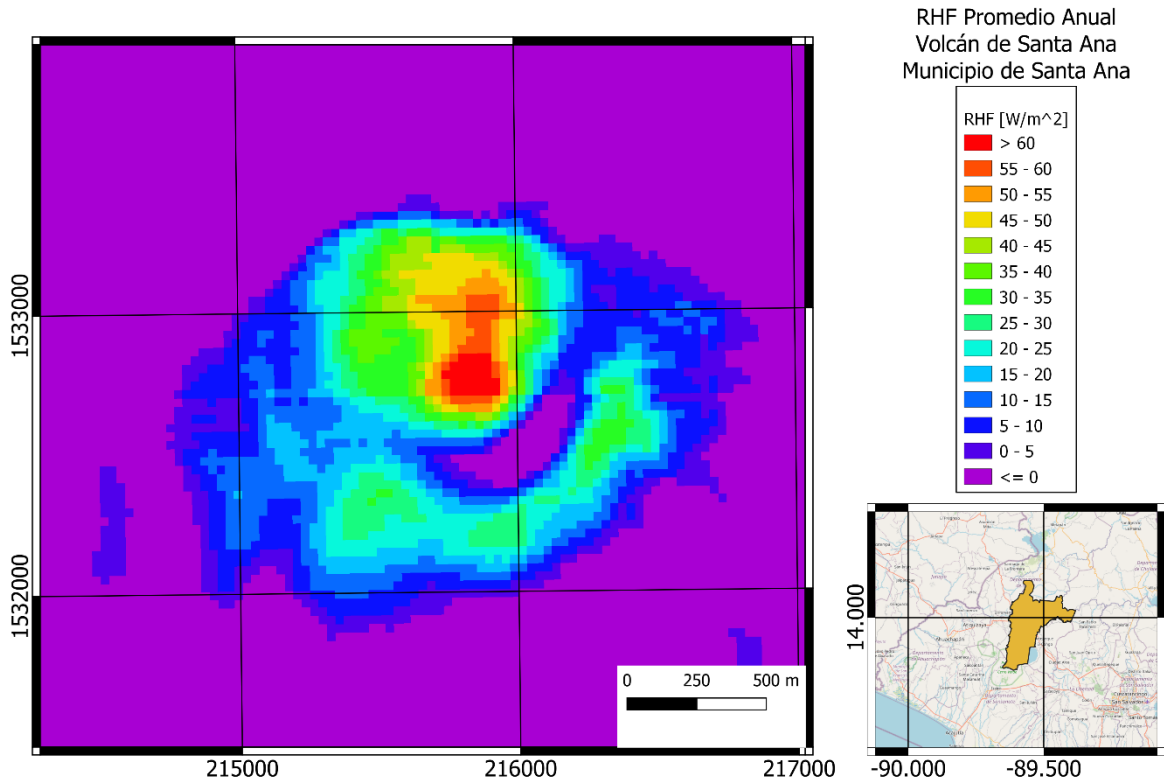 RHF Promedio Anual
Volcán de Santa Ana
Municipio de Santa Ana
RHF [W/m^2]
> 60
55 - 60
50 - 55
45 - 50
40 - 45
35 - 40
30 - 35
25 - 30
20 - 25
15 - 20
10 - 15
5 - 10
0 - 5
<= 0
1533000
1532000
0 250 500 m
215000 216000 217000
14.000
-90.000 -89.500